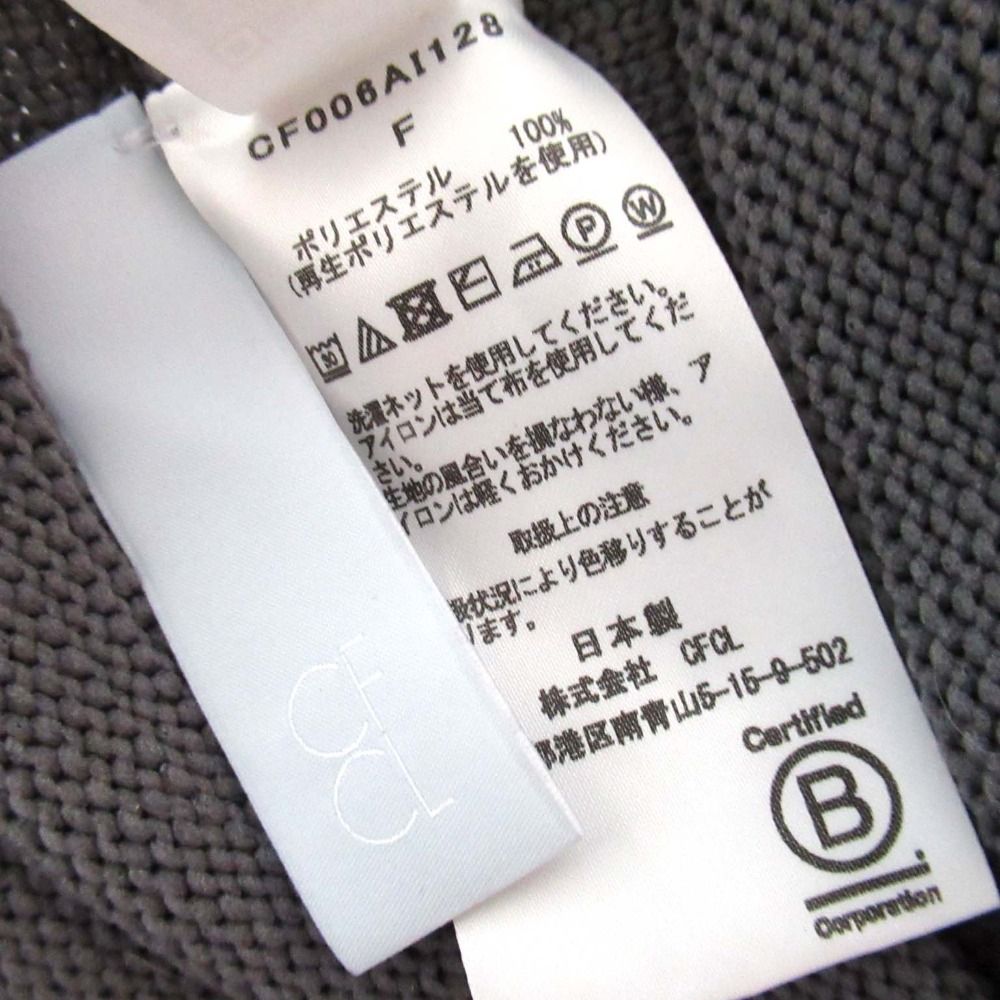 CF006AI128
F
ポリエステル 100%
(再生ポリエステルを使用)
P W
洗濯ネットを使用してください。
アイロンは当て布を使用してくだ
さい。
生地の風合いを損なわない様、ア
イロンは軽くおかけください。
取扱上の注意
扱状況により色移りすることが
ります。
日本製
株式会社 CFCL
都港区南青山5-15-9-502
Certified
B
Corporation
CFCL